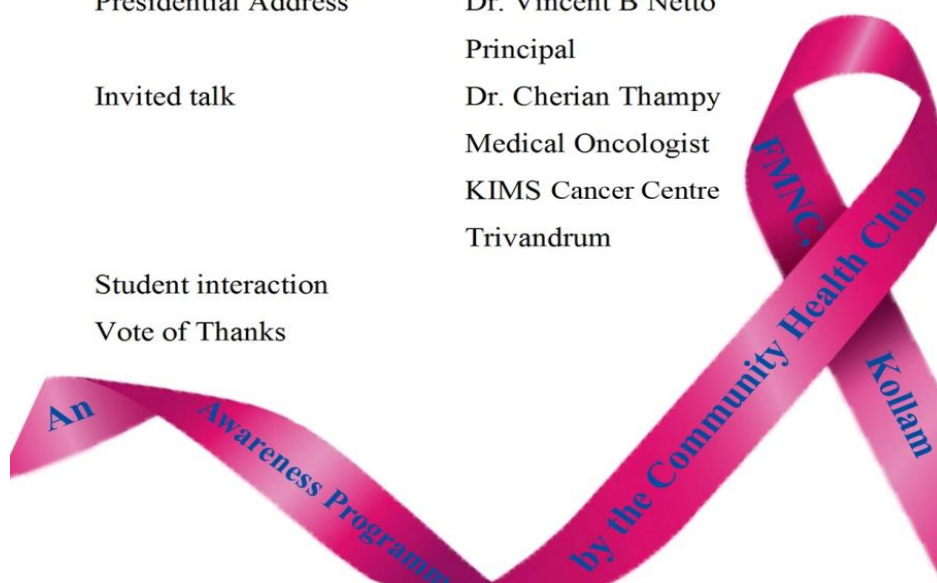 Presidential Address Dr. Vincent B Netto
Principal
Invited talk Dr. Cherian Thampy
Medical Oncologist
KIMS Cancer Centre
Trivandrum
Student interaction
Vote of Thanks
An
Awareness Programm
by the Community Health Club
FMNC,
Kollam